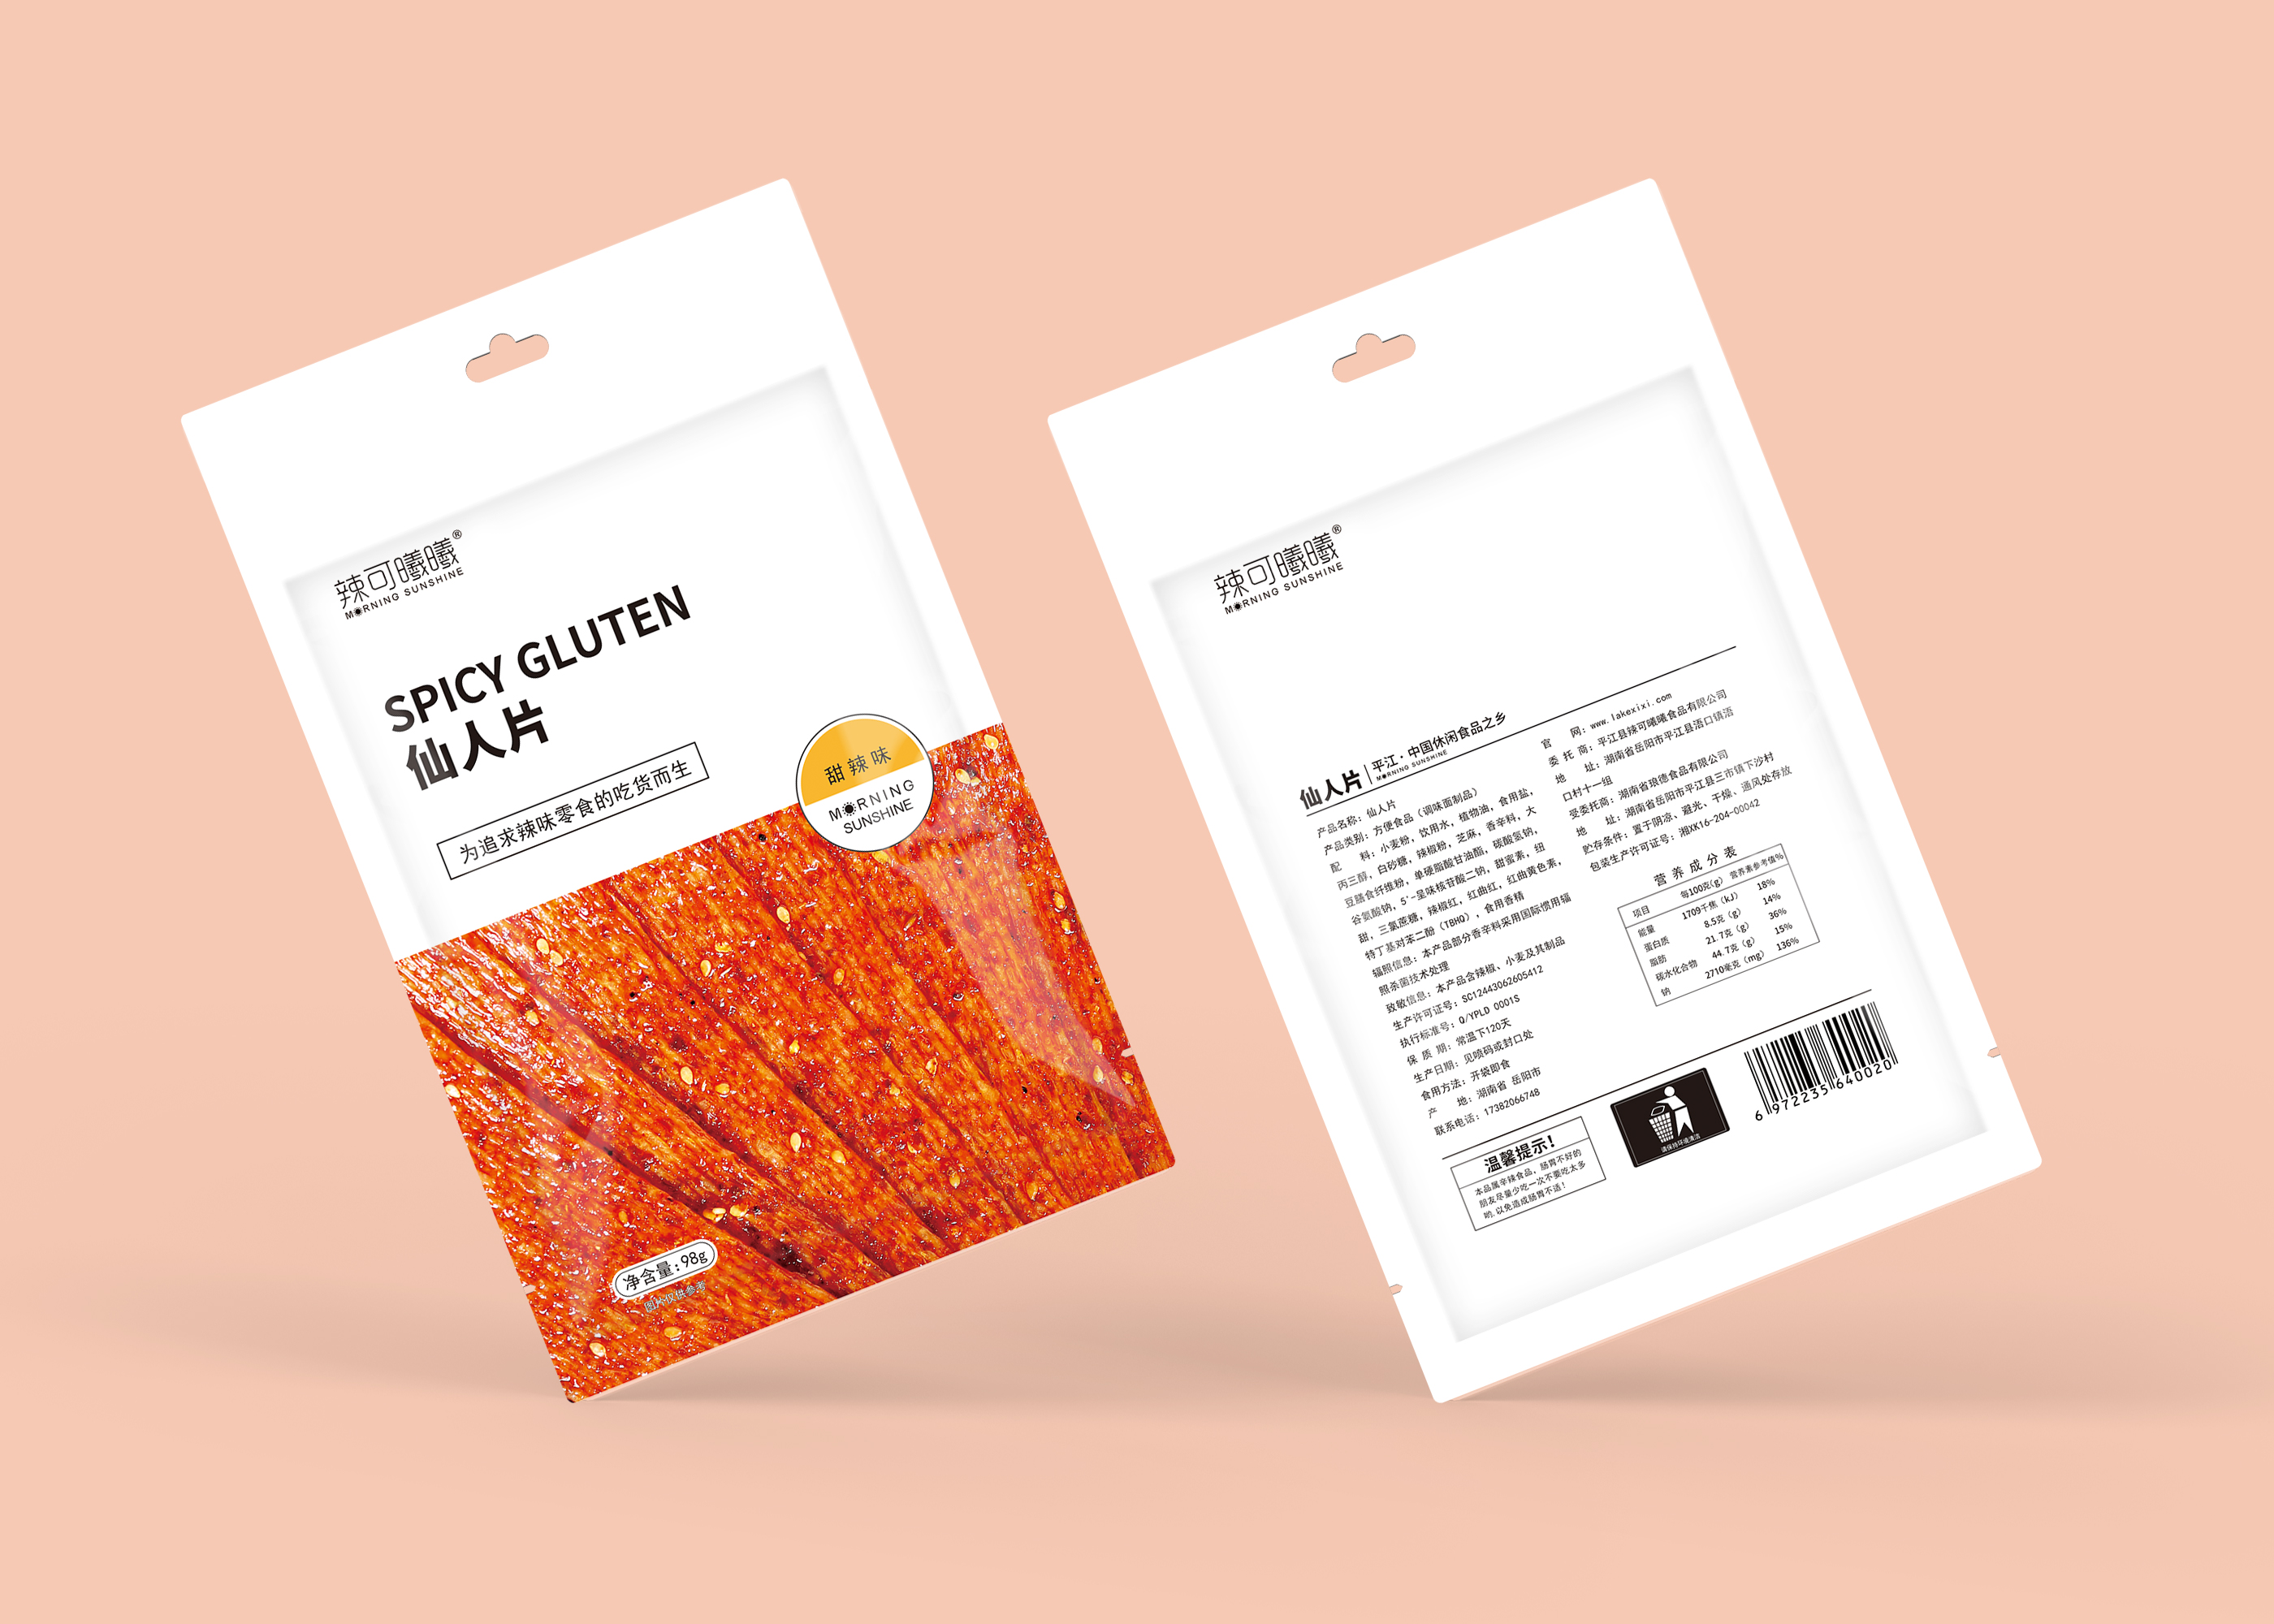 辣可曦曦®
MORNING SUNSHINE
SPICY GLUTEN
仙人片
为追求辣味零食的吃货而生
甜辣味
MORNING
SUNSHINE
净含量:98g
图片仅供参考
辣可曦曦®
MORNING SUNSHINE
仙人片
平江·中国休闲食品之乡
MORNING SUNSHINE
产品名称：仙人片
产品类别：方便食品（调味面制品）
配 料：小麦粉，饮用水，植物油，食用盐，
丙三醇，白砂糖，辣椒粉，芝麻，香辛料，大
豆膳食纤维粉，单硬脂酸甘油酯，碳酸氢钠，
谷氨酸钠，5'-呈味核苷酸二钠，甜蜜素，纽
甜，三氯蔗糖，辣椒红，红曲红，红曲黄色素，
特丁基对苯二酚（TBHQ），食用香精
辐照信息：本产品部分香辛料采用国际惯用辐
照杀菌技术处理
致敏信息：本产品含辣椒、小麦及其制品
生产许可证号：SC12443062605412
执行标准号：Q/YPLD 0001S
保 质 期：常温下120天
生产日期：见喷码或封口处
食用方法：开袋即食
产 地：湖南省 岳阳市
联系电话：17382066748
官 网：www.lakexixi.com
委 托 商：平江县辣可曦曦食品有限公司
地 址：湖南省岳阳市平江县浯口镇浯
口村十一组
受委托商：湖南省琅德食品有限公司
地 址：湖南省岳阳市平江县三市镇下沙村
贮存条件：置于阴凉、避光、干燥、通风处存放
包装生产许可证号：湘XK16-204-00042
营养成分表
项目 每100克(g) 营养素参考值%
能量 1709千焦（kJ） 18%
蛋白质 8.5克（g） 14%
脂肪 21.7克（g） 36%
碳水化合物 44.7克（g） 15%
钠 2710毫克（mg） 136%
温馨提示!
本品属辛辣食品，肠胃不好的
朋友尽量少吃一次不要吃太多
哟.以免造成肠胃不适!
请保持环境清洁
6 972235 640020